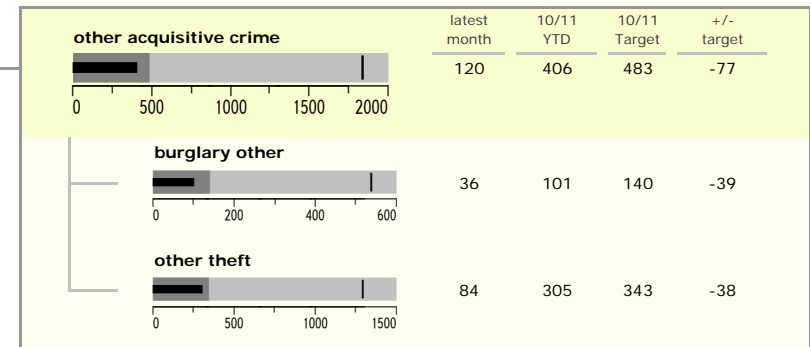 latest 10/11 10/11 +/-
other acquisitive crime month YTD Target target
120 406 483 -77
0 500 1000 1500 2000
burglary other
36 101 140 -39
0 200 400 600
other theft
84 305 343 -38
0 500 1000 1500